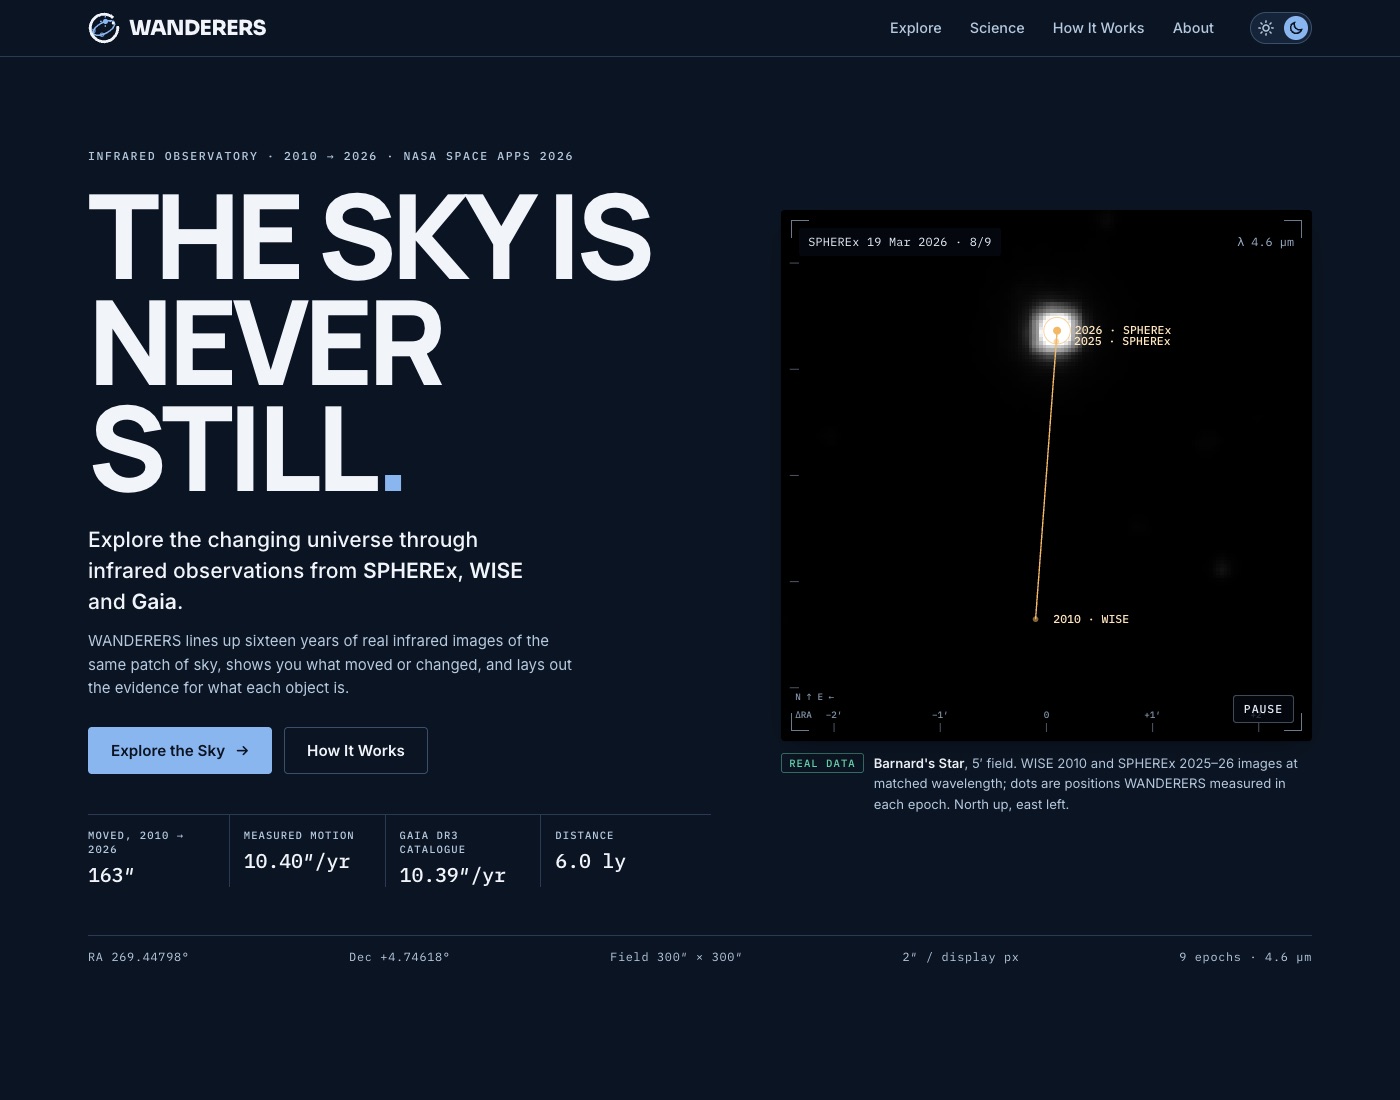 WANDERERS
Explore Science How It Works About
INFRARED OBSERVATORY · 2010 → 2026 · NASA SPACE APPS 2026
THE SKY IS
NEVER
STILL.
Explore the changing universe through
infrared observations from SPHEREx, WISE
and Gaia.
WANDERERS lines up sixteen years of real infrared images of the
same patch of sky, shows you what moved or changed, and lays out
the evidence for what each object is.
Explore the Sky →
How It Works
MOVED, 2010 →
2026
163″
MEASURED MOTION
10.40″/yr
GAIA DR3
CATALOGUE
10.39″/yr
DISTANCE
6.0 ly
SPHEREx 19 Mar 2026 · 8/9
λ 4.6 µm
2026 · SPHEREx
2025 · SPHEREx
2010 · WISE
N ↑ E ←
ΔRA −2′ −1′ 0 +1′
PAUSE
REAL DATA
Barnard's Star, 5′ field. WISE 2010 and SPHEREx 2025–26 images at
matched wavelength; dots are positions WANDERERS measured in
each epoch. North up, east left.
RA 269.44798° Dec +4.74618° Field 300″ × 300″ 2″ / display px 9 epochs · 4.6 µm